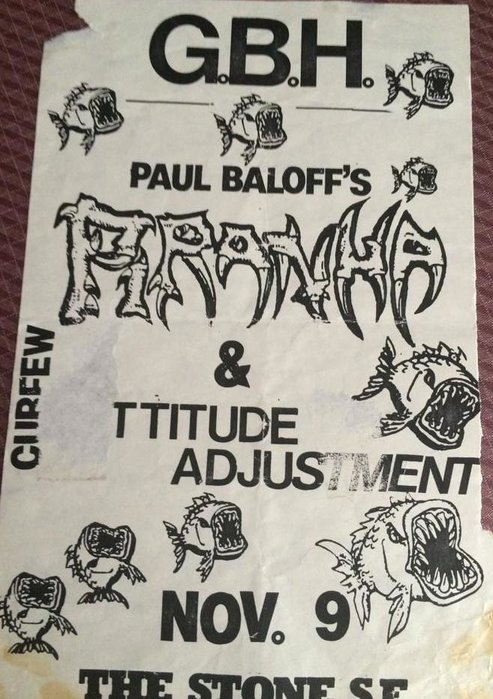 G.B.H.
PAUL BALOFF'S
PIRANHA
&
CURFEW
TTITUDE
ADJUSTMENT
NOV. 9
THE STONE S.F.